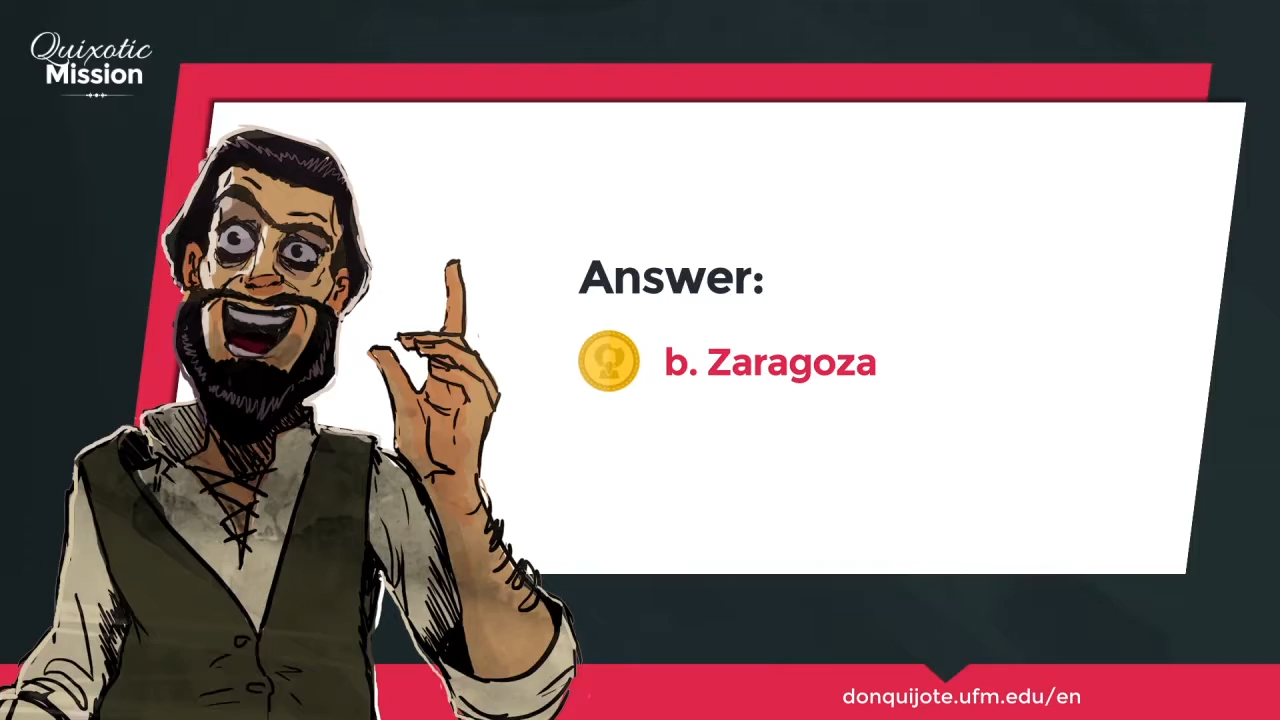 Quixotic
Mission
Answer:
b. Zaragoza
donquijote.ufm.edu/en